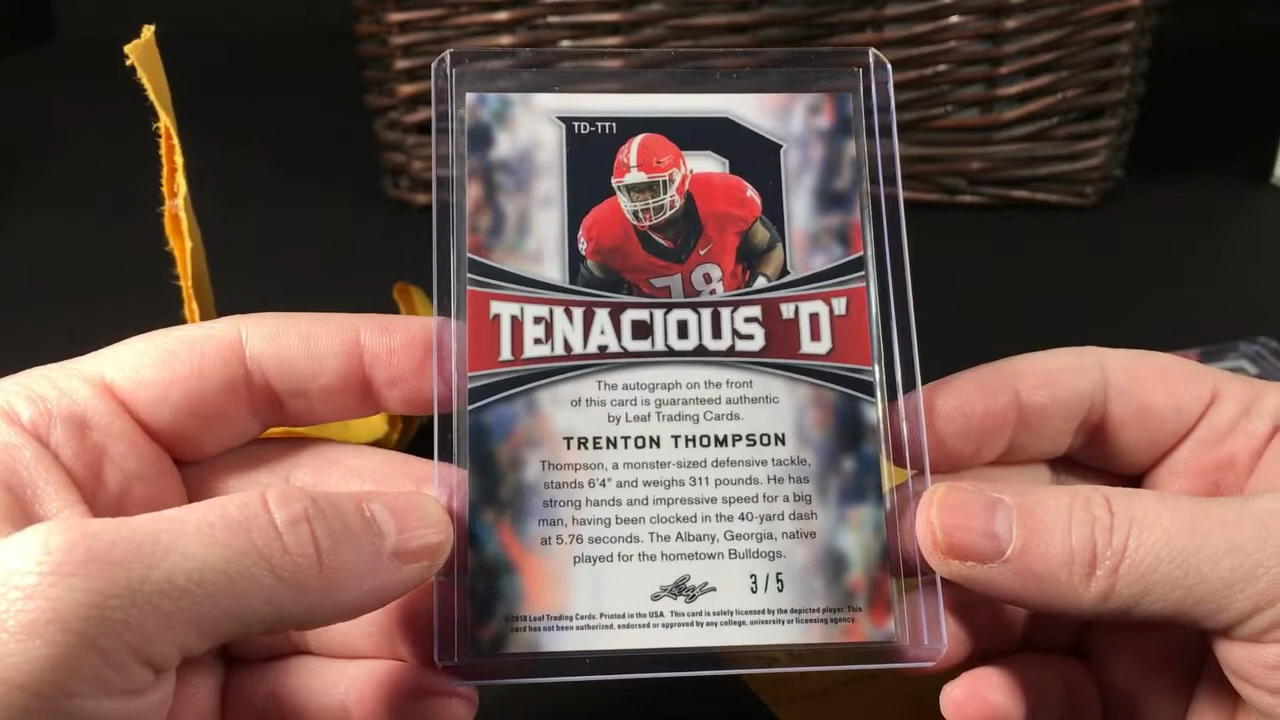 TD-TT1
78
8
78
TENACIOUS "D"
The autograph on the front
of this card is guaranteed authentic
by Leaf Trading Cards.
TRENTON THOMPSON
Thompson, a monster-sized defensive tackle,
stands 6'4" and weighs 311 pounds. He has
strong hands and impressive speed for a big
man, having been clocked in the 40-yard dash
at 5.76 seconds. The Albany, Georgia, native
played for the hometown Bulldogs.
Leaf 3/5
©2018 Leaf Trading Cards. Printed in the USA. This card is solely licensed by the depicted player. This
card has not been authorized, endorsed or approved by any college, university or licensing agency.